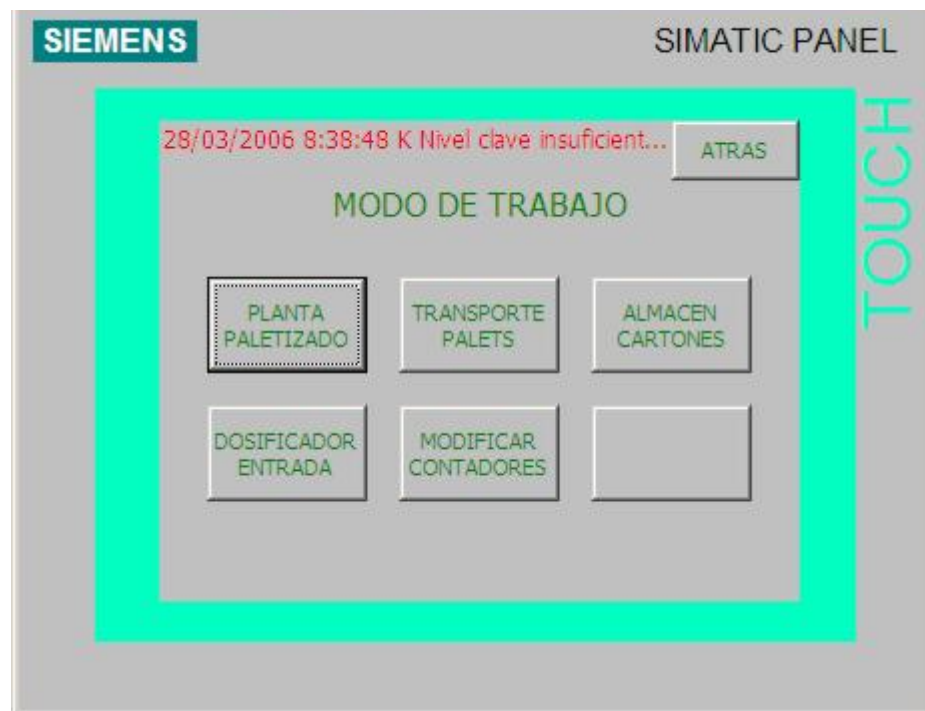 SIEMENS
SIMATIC PANEL
TOUCH
28/03/2006 8:38:48 K Nivel clave insuficient...
ATRAS
MODO DE TRABAJO
PLANTA
PALETIZADO
TRANSPORTE
PALETS
ALMACEN
CARTONES
DOSIFICADOR
ENTRADA
MODIFICAR
CONTADORES